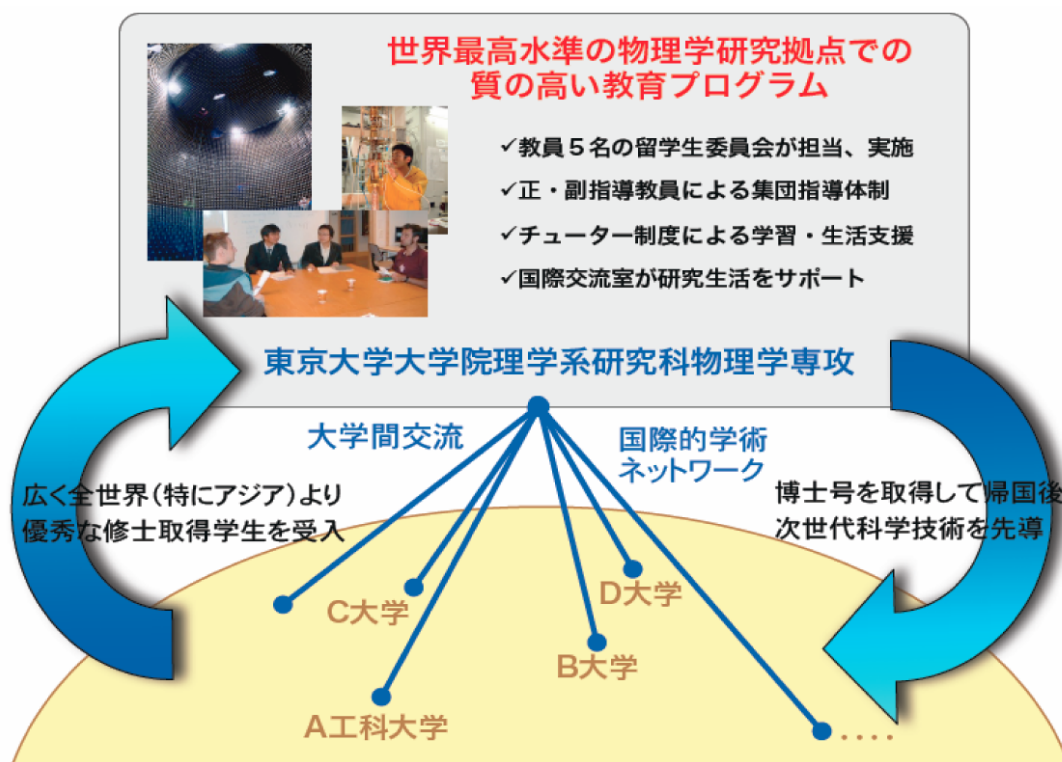 世界最高水準の物理学研究拠点での
質の高い教育プログラム
✓教員5名の留学生委員会が担当、実施
✓正・副指導教員による集団指導体制
✓チューター制度による学習・生活支援
✓国際交流室が研究生活をサポート
東京大学大学院理学系研究科物理学専攻
大学間交流
国際的学術
ネットワーク
広く全世界(特にアジア)より
優秀な修士取得学生を受入
博士号を取得して帰国後
次世代科学技術を先導
C大学
D大学
B大学
A工科大学
....